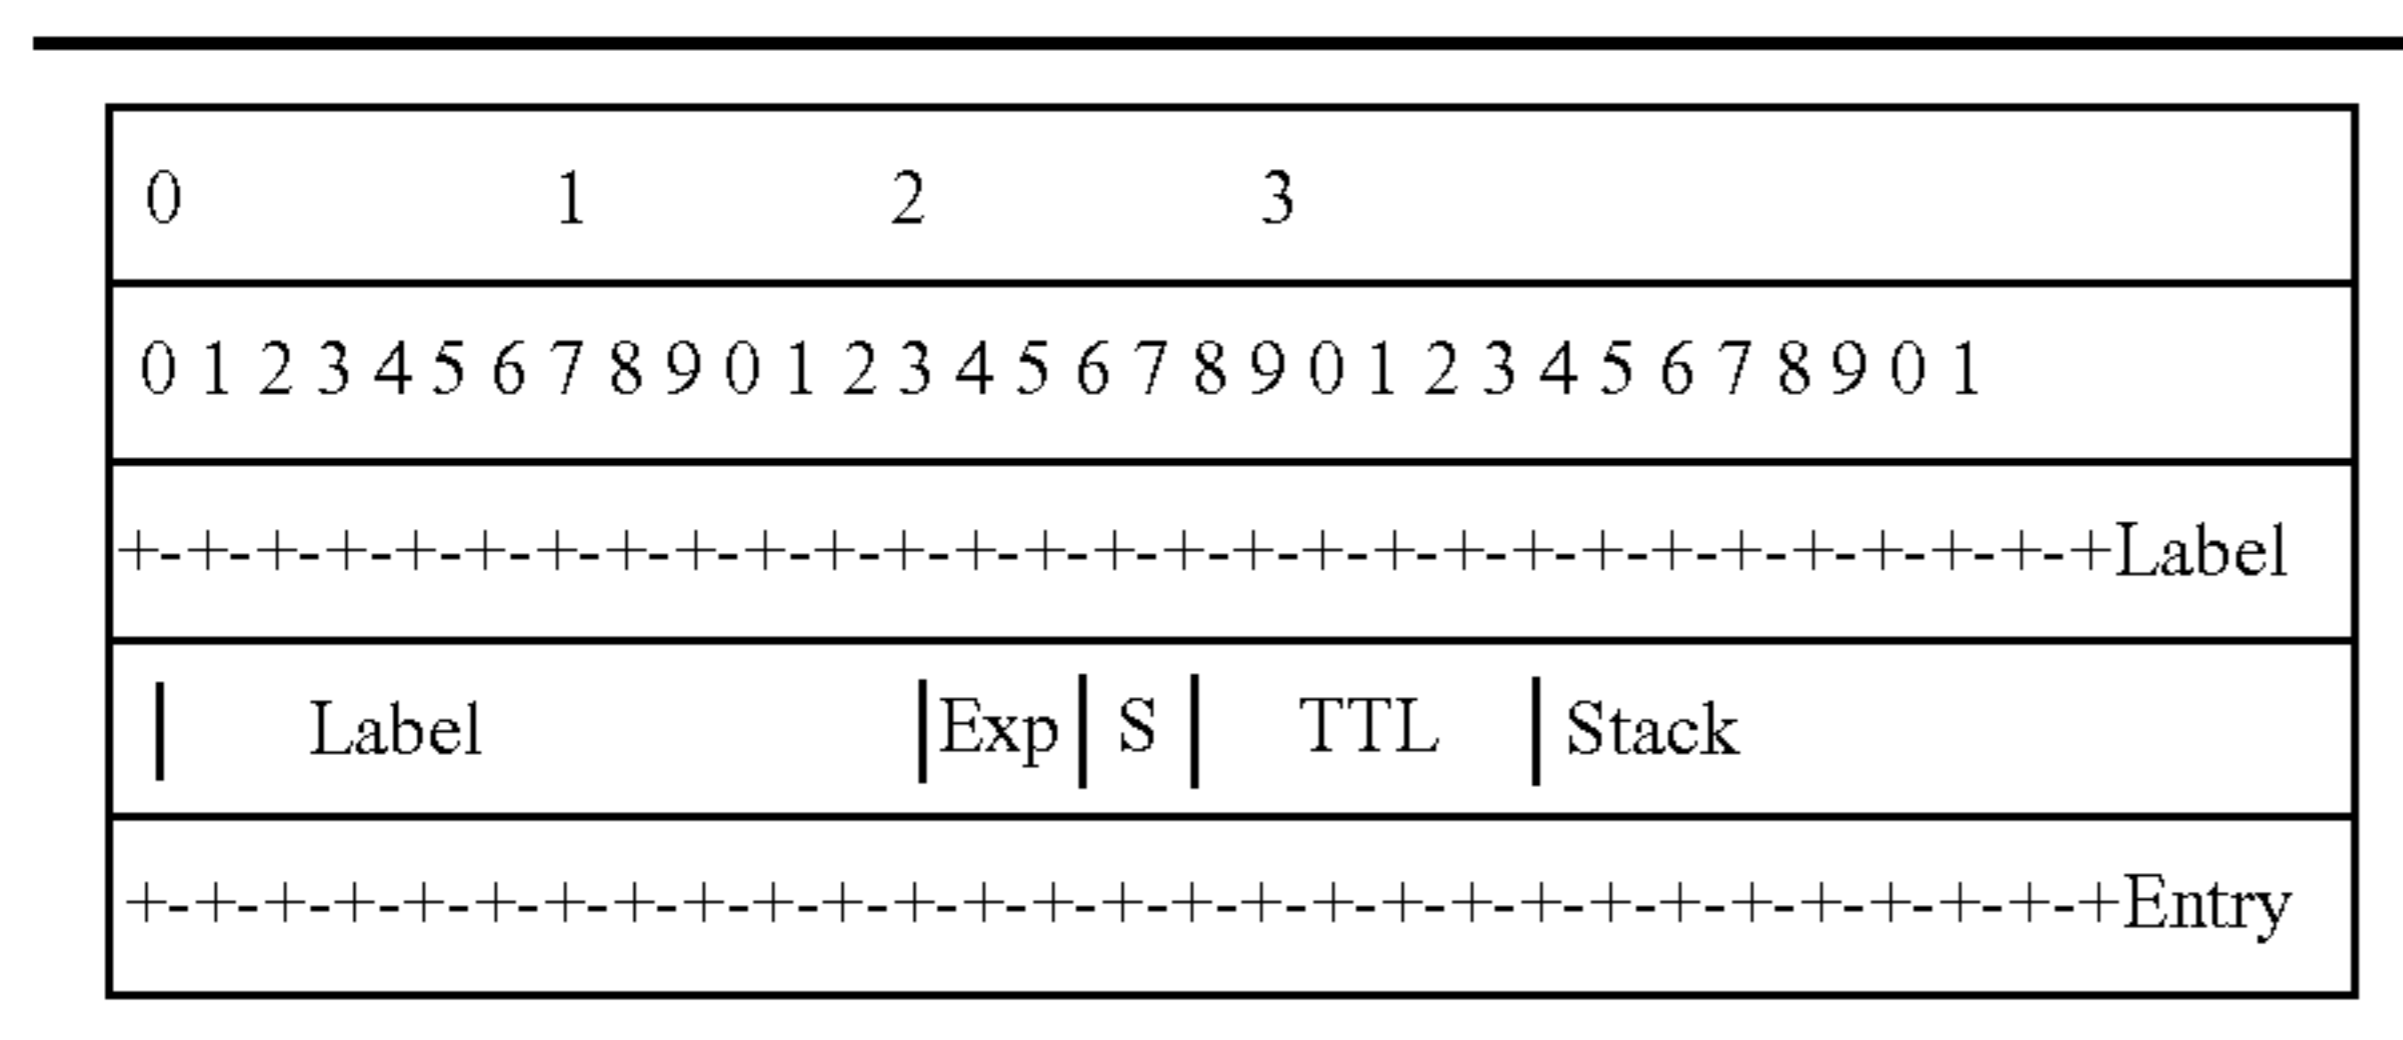 0 1 2 3
0 1 2 3 4 5 6 7 8 9 0 1 2 3 4 5 6 7 8 9 0 1 2 3 4 5 6 7 8 9 0 1
+-+-+-+-+-+-+-+-+-+-+-+-+-+-+-+-+-+-+-+-+-+-+-+-+-+-+-+-+Label
| Label |Exp| S | TTL | Stack
+-+-+-+-+-+-+-+-+-+-+-+-+-+-+-+-+-+-+-+-+-+-+-+-+-+-+-+-+Entry